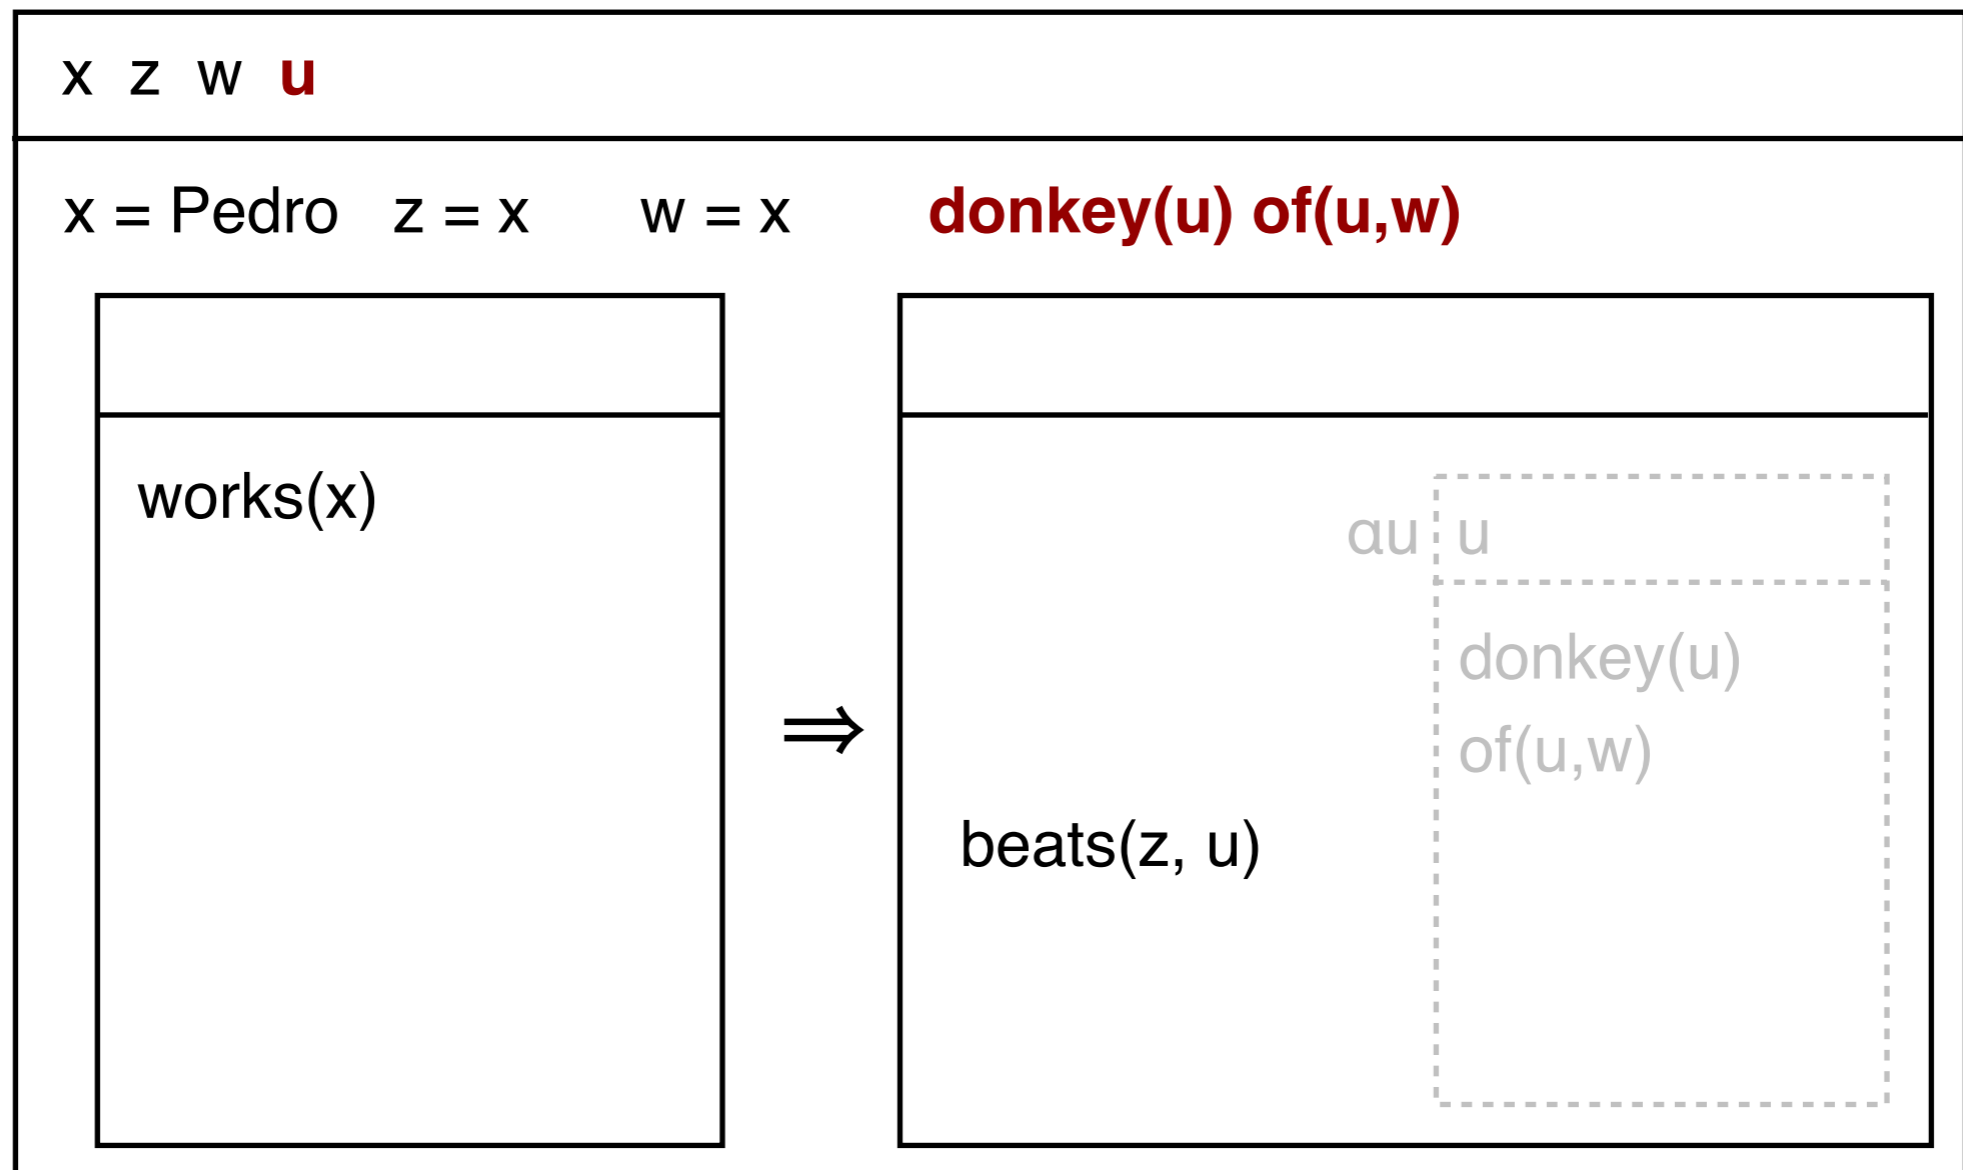 x z w u
x = Pedro z = x w = x donkey(u) of(u,w)
works(x)
⇒
αu u
donkey(u)
of(u,w)
beats(z, u)